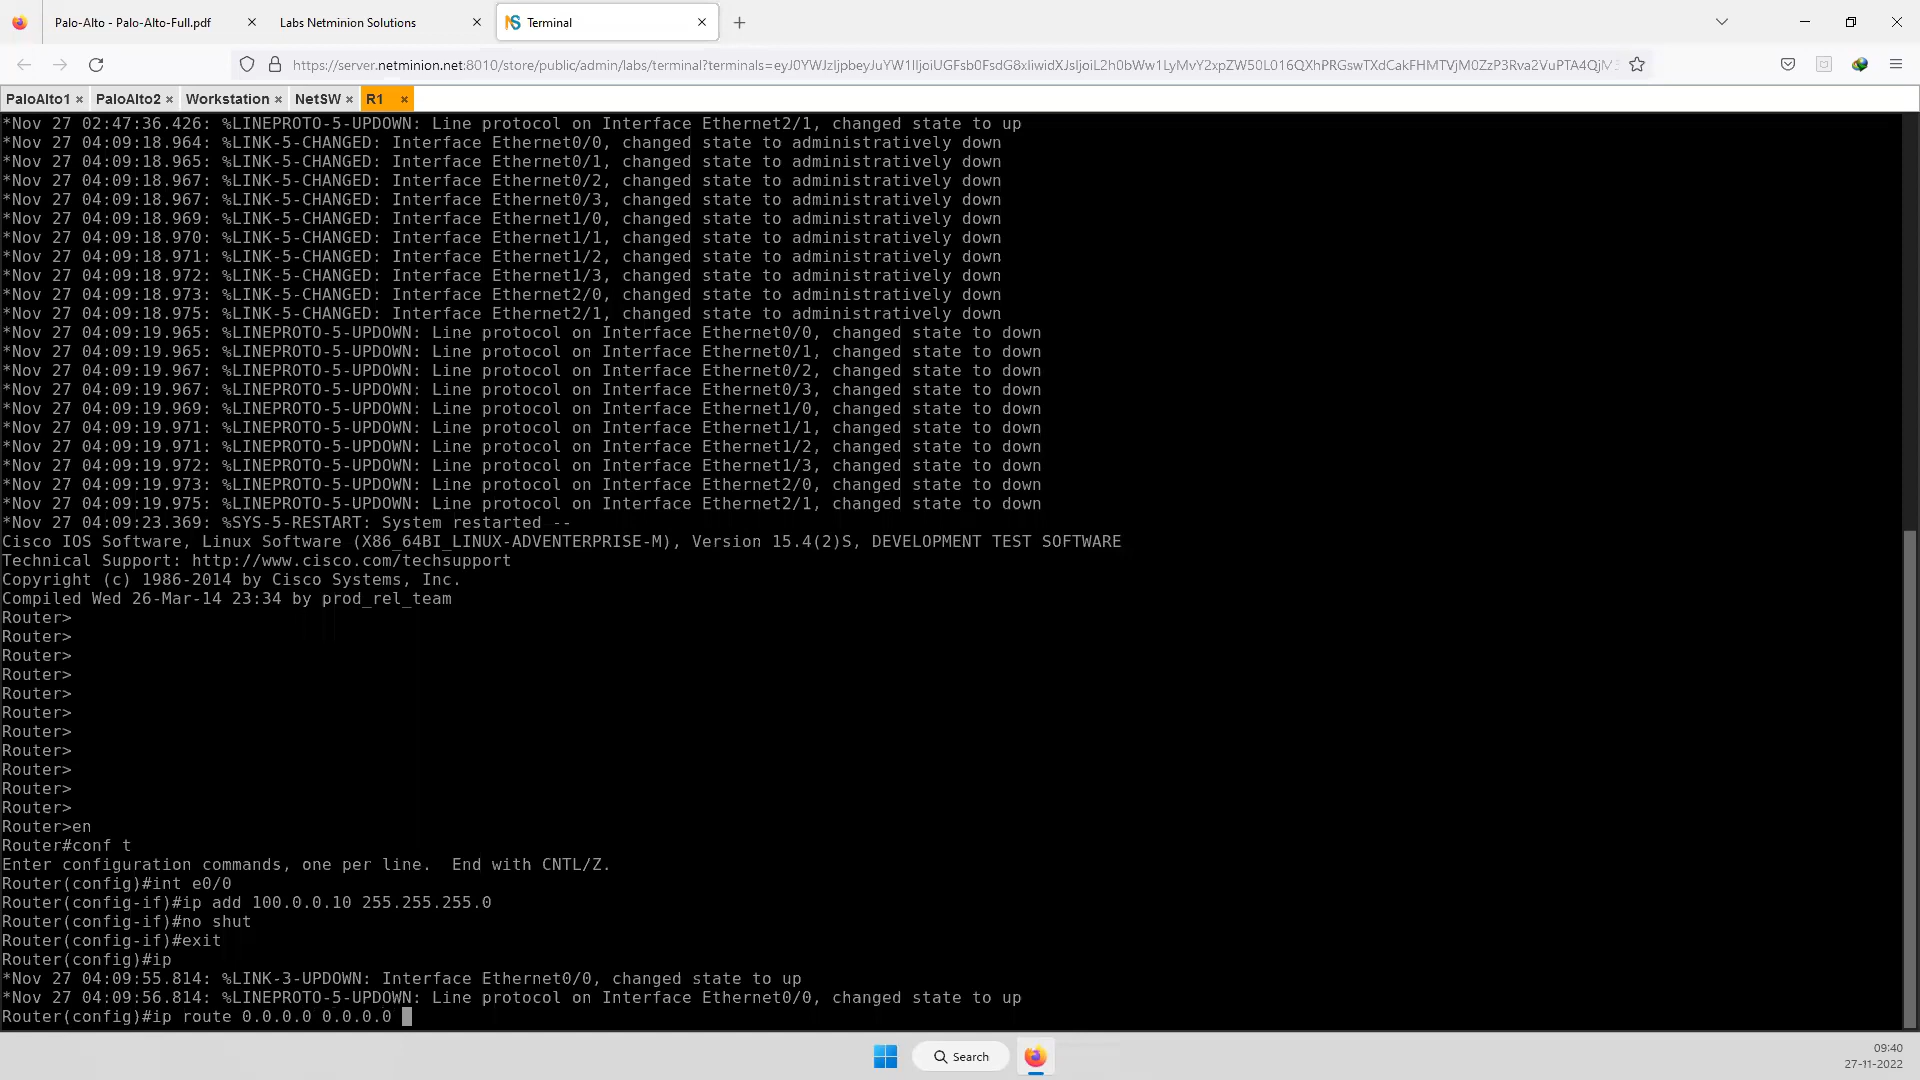 Palo-Alto - Palo-Alto-Full.pdf
Labs Netminion Solutions
Terminal
PaloAlto1
PaloAlto2
Workstation
NetSW
R1
*Nov 27 02:47:36.426: %LINEPROTO-5-UPDOWN: Line protocol on Interface Ethernet2/1, changed state to up
*Nov 27 04:09:18.964: %LINK-5-CHANGED: Interface Ethernet0/0, changed state to administratively down
*Nov 27 04:09:18.965: %LINK-5-CHANGED: Interface Ethernet0/1, changed state to administratively down
*Nov 27 04:09:18.967: %LINK-5-CHANGED: Interface Ethernet0/2, changed state to administratively down
*Nov 27 04:09:18.967: %LINK-5-CHANGED: Interface Ethernet0/3, changed state to administratively down
*Nov 27 04:09:18.969: %LINK-5-CHANGED: Interface Ethernet1/0, changed state to administratively down
*Nov 27 04:09:18.970: %LINK-5-CHANGED: Interface Ethernet1/1, changed state to administratively down
*Nov 27 04:09:18.971: %LINK-5-CHANGED: Interface Ethernet1/2, changed state to administratively down
*Nov 27 04:09:18.972: %LINK-5-CHANGED: Interface Ethernet1/3, changed state to administratively down
*Nov 27 04:09:18.973: %LINK-5-CHANGED: Interface Ethernet2/0, changed state to administratively down
*Nov 27 04:09:18.975: %LINK-5-CHANGED: Interface Ethernet2/1, changed state to administratively down
*Nov 27 04:09:19.965: %LINEPROTO-5-UPDOWN: Line protocol on Interface Ethernet0/0, changed state to down
*Nov 27 04:09:19.965: %LINEPROTO-5-UPDOWN: Line protocol on Interface Ethernet0/1, changed state to down
*Nov 27 04:09:19.967: %LINEPROTO-5-UPDOWN: Line protocol on Interface Ethernet0/2, changed state to down
*Nov 27 04:09:19.967: %LINEPROTO-5-UPDOWN: Line protocol on Interface Ethernet0/3, changed state to down
*Nov 27 04:09:19.969: %LINEPROTO-5-UPDOWN: Line protocol on Interface Ethernet1/0, changed state to down
*Nov 27 04:09:19.971: %LINEPROTO-5-UPDOWN: Line protocol on Interface Ethernet1/1, changed state to down
*Nov 27 04:09:19.971: %LINEPROTO-5-UPDOWN: Line protocol on Interface Ethernet1/2, changed state to down
*Nov 27 04:09:19.972: %LINEPROTO-5-UPDOWN: Line protocol on Interface Ethernet1/3, changed state to down
*Nov 27 04:09:19.973: %LINEPROTO-5-UPDOWN: Line protocol on Interface Ethernet2/0, changed state to down
*Nov 27 04:09:19.975: %LINEPROTO-5-UPDOWN: Line protocol on Interface Ethernet2/1, changed state to down
*Nov 27 04:09:23.369: %SYS-5-RESTART: System restarted --
Cisco IOS Software, Linux Software (X86_64BI_LINUX-ADVENTERPRISE-M), Version 15.4(2)S, DEVELOPMENT TEST SOFTWARE
Technical Support: http://www.cisco.com/techsupport
Copyright (c) 1986-2014 by Cisco Systems, Inc.
Compiled Wed 26-Mar-14 23:34 by prod_rel_team
Router>
Router>
Router>
Router>
Router>
Router>
Router>
Router>
Router>
Router>
Router>
Router>en
Router#conf t
Enter configuration commands, one per line.  End with CNTL/Z.
Router(config)#int e0/0
Router(config-if)#ip add 100.0.0.10 255.255.255.0
Router(config-if)#no shut
Router(config-if)#exit
Router(config)#ip
*Nov 27 04:09:55.814: %LINK-3-UPDOWN: Interface Ethernet0/0, changed state to up
*Nov 27 04:09:56.814: %LINEPROTO-5-UPDOWN: Line protocol on Interface Ethernet0/0, changed state to up
Router(config)#ip route 0.0.0.0 0.0.0.0
Search
09:40
27-11-2022